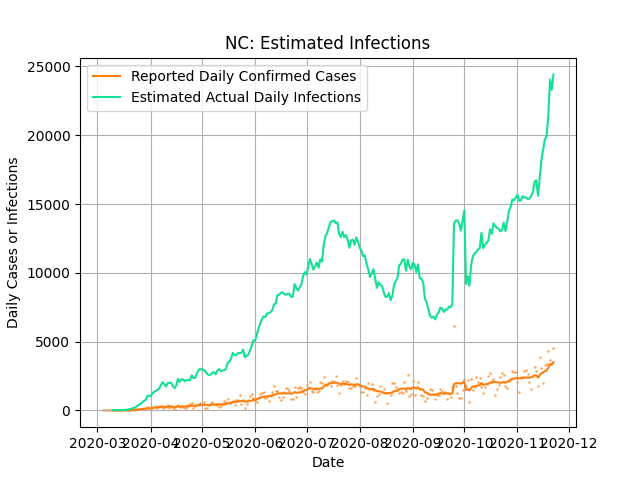 NC: Estimated Infections
Reported Daily Confirmed Cases
Estimated Actual Daily Infections
Daily Cases or Infections
25000
20000
15000
10000
5000
0
2020-03 2020-04 2020-05 2020-06 2020-07 2020-08 2020-09 2020-10 2020-11 2020-12
Date